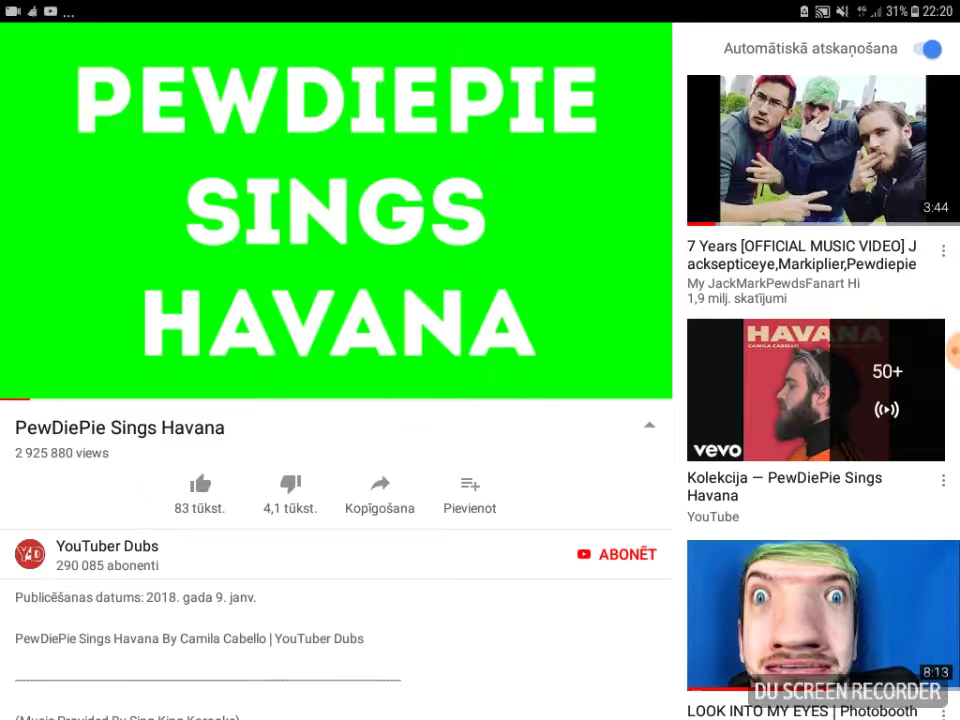 ... 4G 31% 22:20
PEWDIEPIE
SINGS
HAVANA
PewDiePie Sings Havana
2 925 880 views
83 tūkst. 4,1 tūkst. Kopīgošana Pievienot
YD YouTuber Dubs
290 085 abonenti
ABONĒT
Publicēšanas datums: 2018. gada 9. janv.
PewDiePie Sings Havana By Camila Cabello | YouTuber Dubs
(Music Provided By Sing King Karaoke)
Automātiskā atskaņošana
3:44
7 Years [OFFICIAL MUSIC VIDEO] J
acksepticeye,Markiplier,Pewdiepie
My JackMarkPewdsFanart Hi
1,9 milj. skatījumi
HAVANA
CAMILA CABELLO
50+
vevo
Kolekcija — PewDiePie Sings
Havana
YouTube
8:13
DU SCREEN RECORDER
LOOK INTO MY EYES | Photobooth